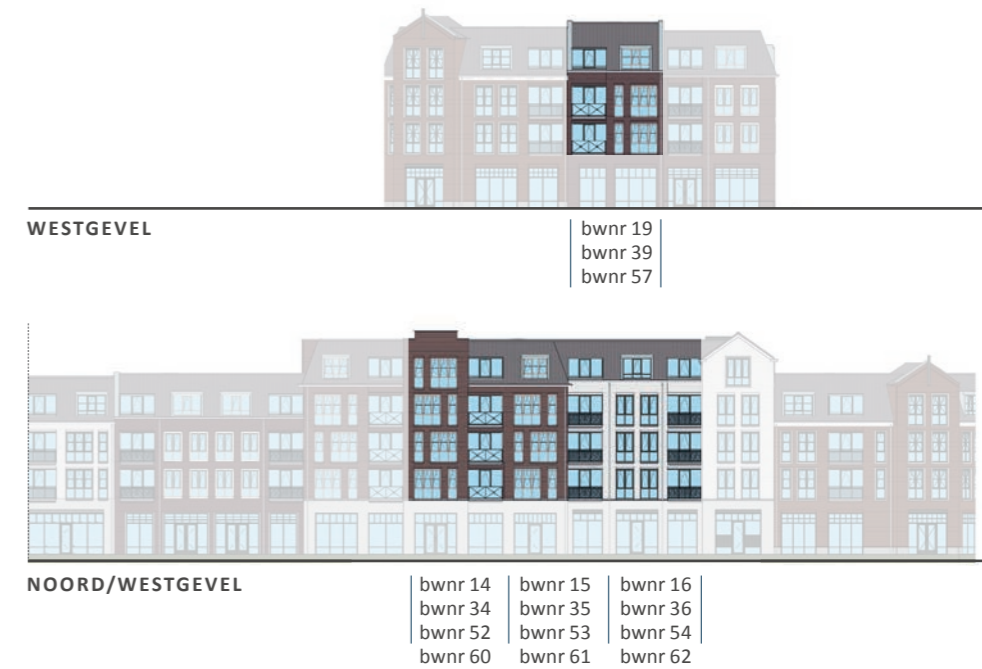 WESTGEVEL
bwnr 19
bwnr 39
bwnr 57
NOORD/WESTGEVEL
bwnr 14 bwnr 15 bwnr 16
bwnr 34 bwnr 35 bwnr 36
bwnr 52 bwnr 53 bwnr 54
bwnr 60 bwnr 61 bwnr 62